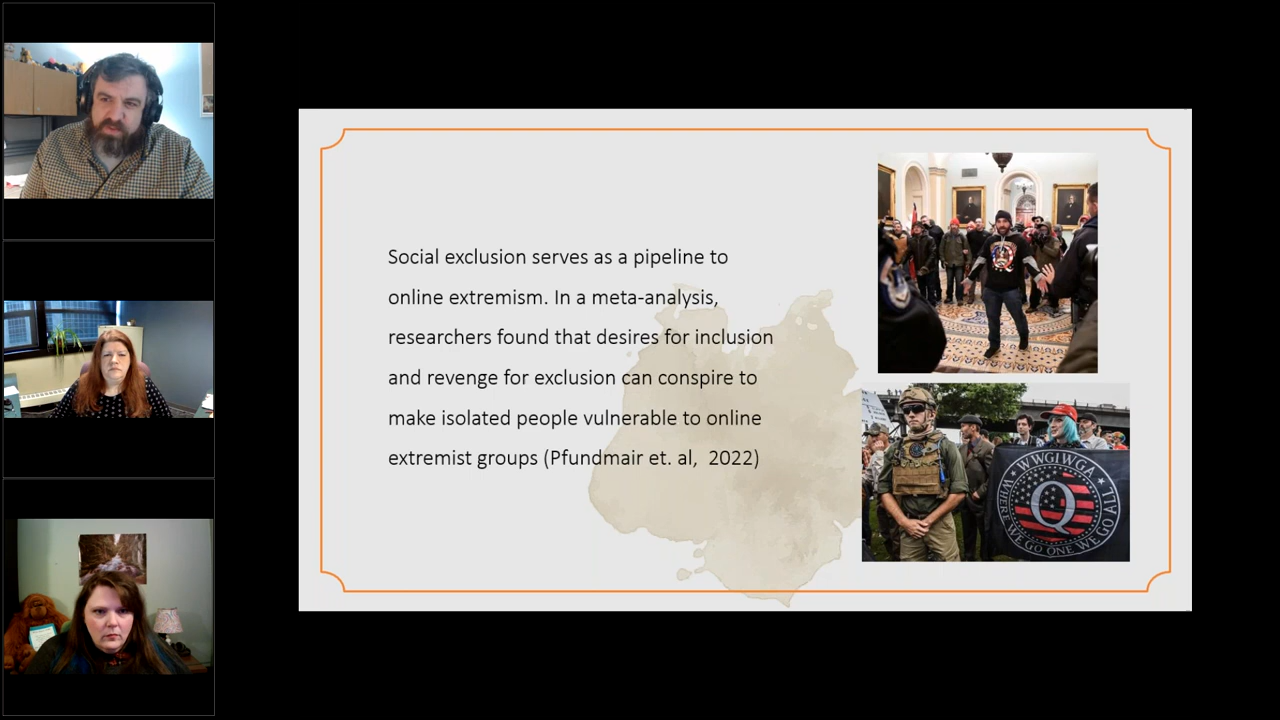 Social exclusion serves as a pipeline to
online extremism. In a meta-analysis,
researchers found that desires for inclusion
and revenge for exclusion can conspire to
make isolated people vulnerable to online
extremist groups (Pfundmair et. al,  2022)
★ WWG1WGA ★
Q
WHERE WE GO ONE WE GO ALL